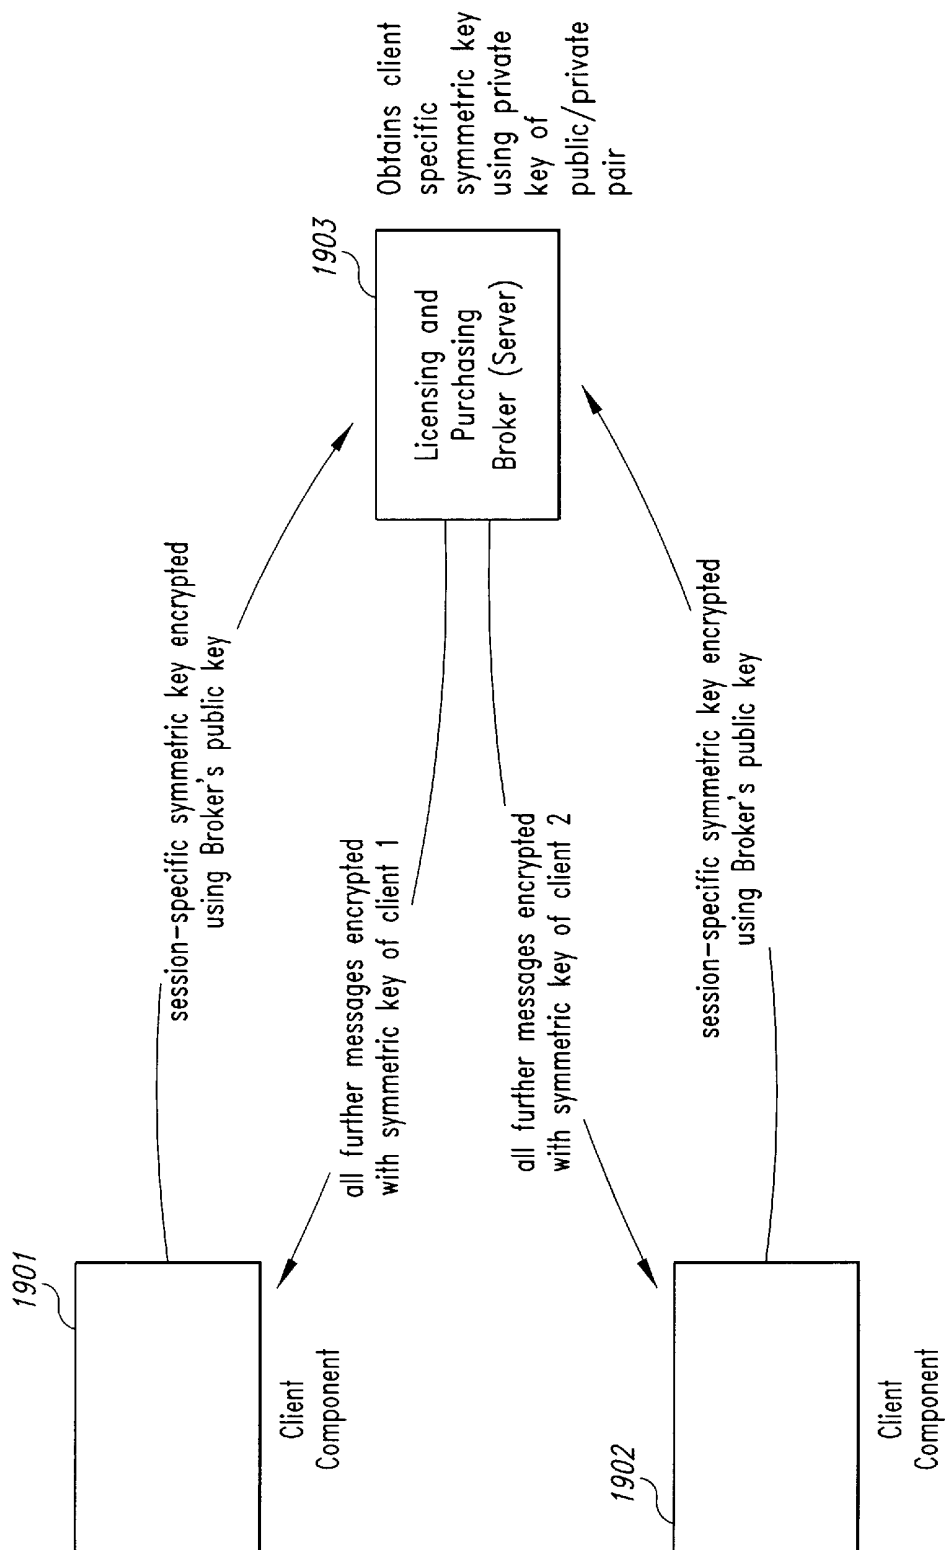 1901
Client
Component
session-specific symmetric key encrypted
using Broker's public key
all further messages encrypted
with symmetric key of client 1
1903
Licensing and
Purchasing
Broker (Server)
Obtains client
specific
symmetric key
using private
key of
public/private
pair
all further messages encrypted
with symmetric key of client 2
1902
Client
Component
session-specific symmetric key encrypted
using Broker's public key